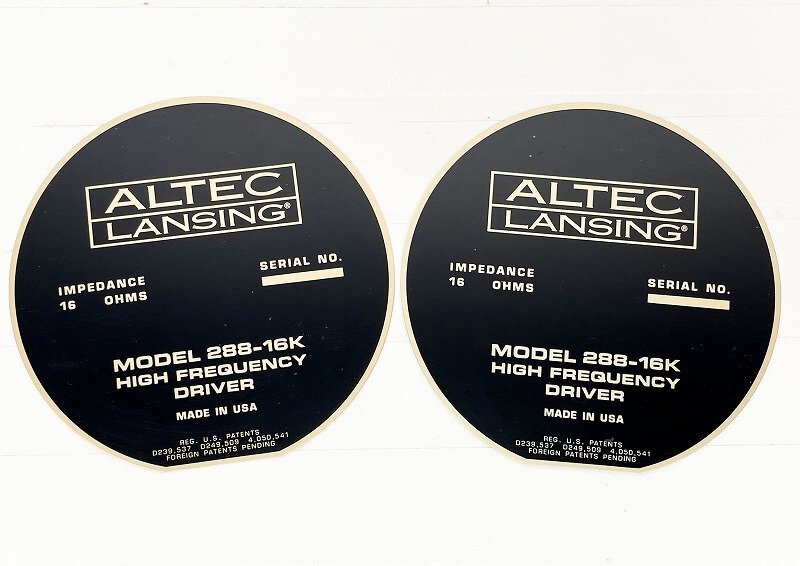 ALTEC
LANSING®
IMPEDANCE
16 OHMS
SERIAL NO.
MODEL 288-16K
HIGH FREQUENCY
DRIVER
MADE IN USA
REG. U.S. PATENTS
D239,537 D249,509 4,050,541
FOREIGN PATENTS PENDING
ALTEC
LANSING®
IMPEDANCE
16 OHMS
SERIAL NO.
MODEL 288-16K
HIGH FREQUENCY
DRIVER
MADE IN USA
REG. U.S. PATENTS
D239,537 D249,509 4,050,541
FOREIGN PATENTS PENDING